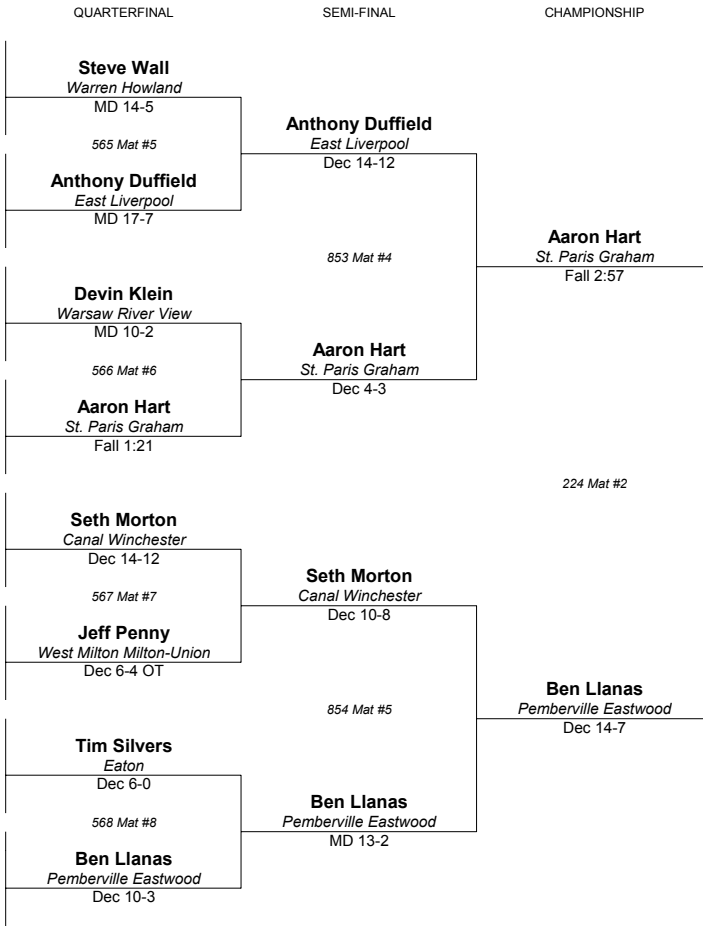 QUARTERFINAL
SEMI-FINAL
CHAMPIONSHIP
Steve Wall
Warren Howland
MD 14-5
565 Mat #5
Anthony Duffield
East Liverpool
MD 17-7
Devin Klein
Warsaw River View
MD 10-2
566 Mat #6
Aaron Hart
St. Paris Graham
Fall 1:21
Seth Morton
Canal Winchester
Dec 14-12
567 Mat #7
Jeff Penny
West Milton Milton-Union
Dec 6-4 OT
Tim Silvers
Eaton
Dec 6-0
568 Mat #8
Ben Llanas
Pemberville Eastwood
Dec 10-3
Anthony Duffield
East Liverpool
Dec 14-12
853 Mat #4
Aaron Hart
St. Paris Graham
Dec 4-3
Seth Morton
Canal Winchester
Dec 10-8
854 Mat #5
Ben Llanas
Pemberville Eastwood
MD 13-2
Aaron Hart
St. Paris Graham
Fall 2:57
224 Mat #2
Ben Llanas
Pemberville Eastwood
Dec 14-7